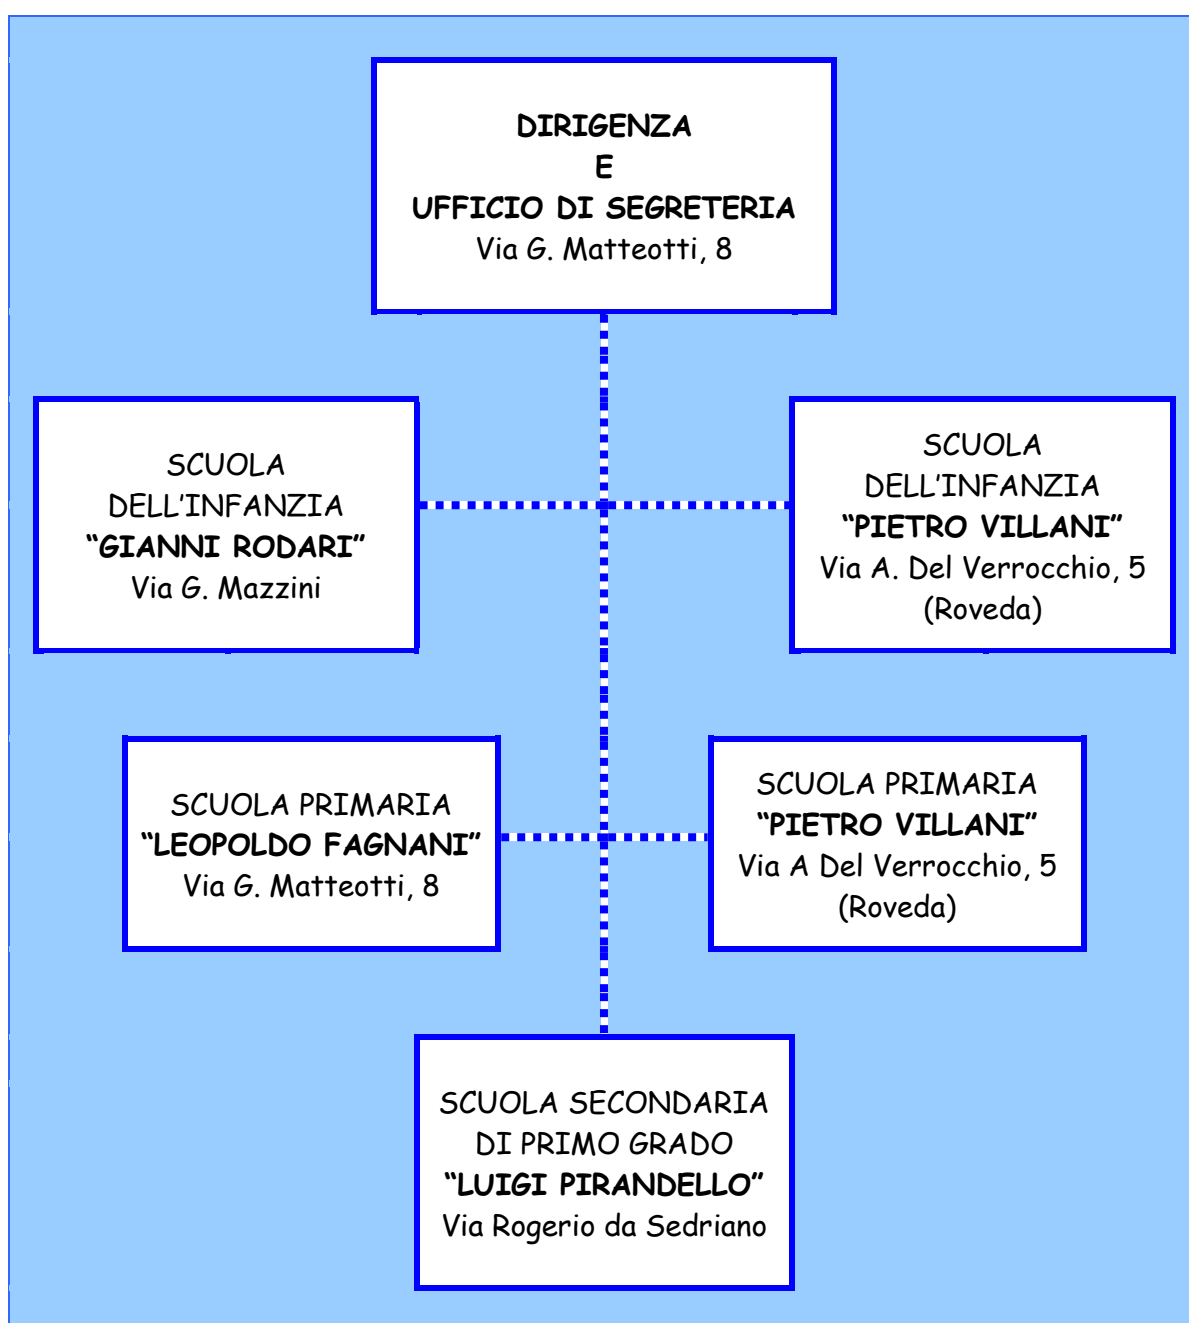 DIRIGENZA
E
UFFICIO DI SEGRETERIA
Via G. Matteotti, 8
SCUOLA
DELL'INFANZIA
“GIANNI RODARI”
Via G. Mazzini
SCUOLA
DELL'INFANZIA
“PIETRO VILLANI”
Via A. Del Verrocchio, 5
(Roveda)
SCUOLA PRIMARIA
“LEOPOLDO FAGNANI”
Via G. Matteotti, 8
SCUOLA PRIMARIA
“PIETRO VILLANI”
Via A Del Verrocchio, 5
(Roveda)
SCUOLA SECONDARIA
DI PRIMO GRADO
“LUIGI PIRANDELLO”
Via Rogerio da Sedriano